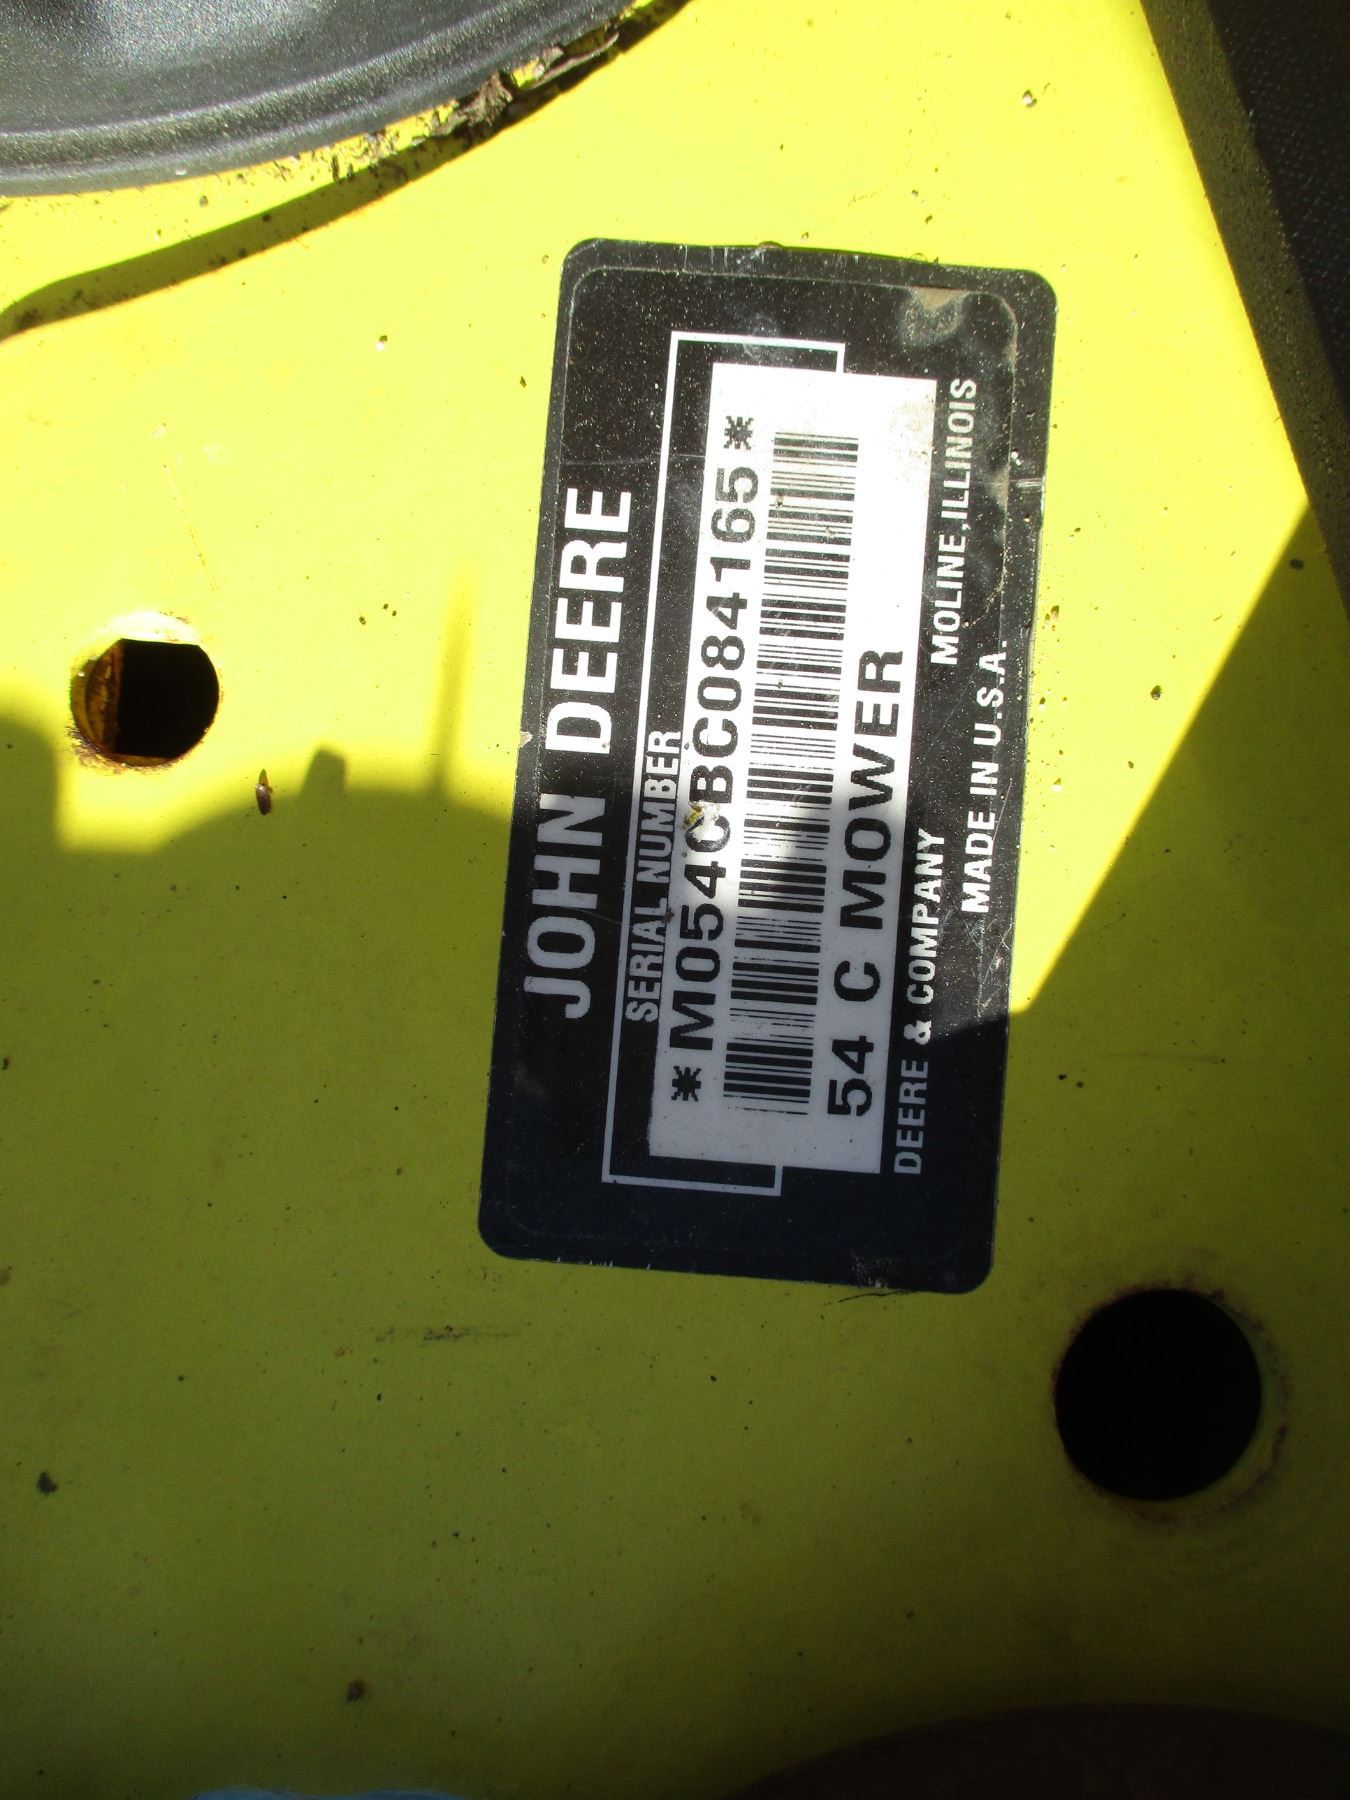 JOHN DEERE
SERIAL NUMBER
*M054CBC084165*
54 C MOWER
DEERE & COMPANY MOLINE, ILLINOIS
MADE IN U.S.A.